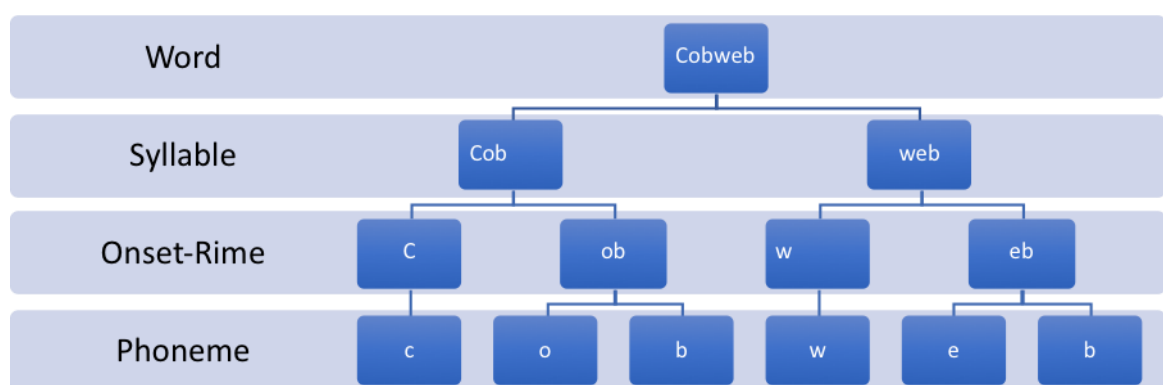 Word Cobweb
Syllable Cob web
Onset-Rime C ob w eb
Phoneme c o b w e b